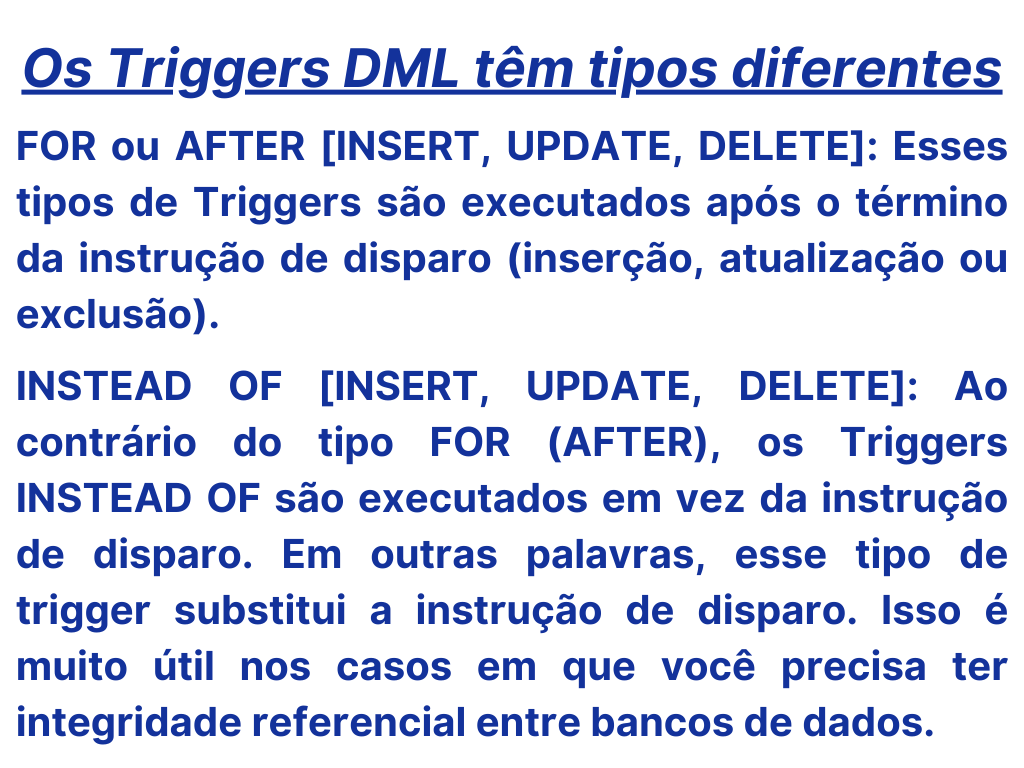 Os Triggers DML têm tipos diferentes
FOR ou AFTER [INSERT, UPDATE, DELETE]: Esses
tipos de Triggers são executados após o término
da instrução de disparo (inserção, atualização ou
exclusão).
INSTEAD OF [INSERT, UPDATE, DELETE]: Ao
contrário do tipo FOR (AFTER), os Triggers
INSTEAD OF são executados em vez da instrução
de disparo. Em outras palavras, esse tipo de
trigger substitui a instrução de disparo. Isso é
muito útil nos casos em que você precisa ter
integridade referencial entre bancos de dados.